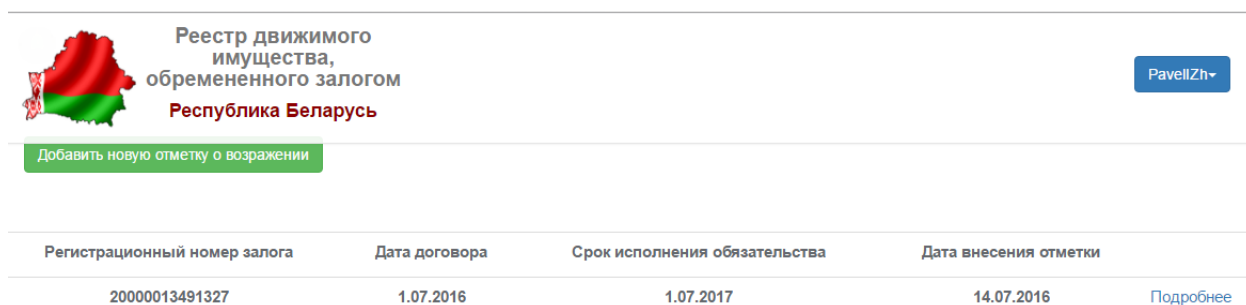 Реестр движимого
имущества,
обремененного залогом
Республика Беларусь
PavellZh
Добавить новую отметку о возражении
Регистрационный номер залога Дата договора Срок исполнения обязательства Дата внесения отметки
20000013491327 1.07.2016 1.07.2017 14.07.2016 Подробнее